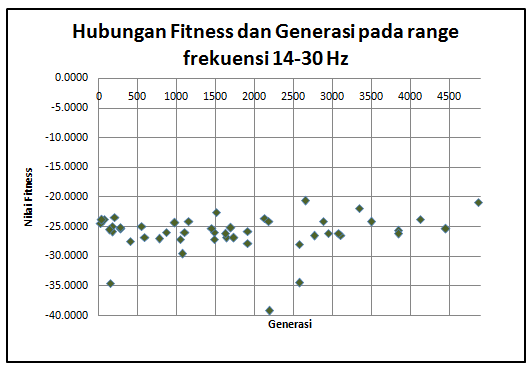 Hubungan Fitness dan Generasi pada range
frekuensi 14-30 Hz
0.0000
0 500 1000 1500 2000 2500 3000 3500 4000 4500
-5.0000
-10.0000
-15.0000
-20.0000
-25.0000
-30.0000
-35.0000
-40.0000
Nilai Fitness
Generasi